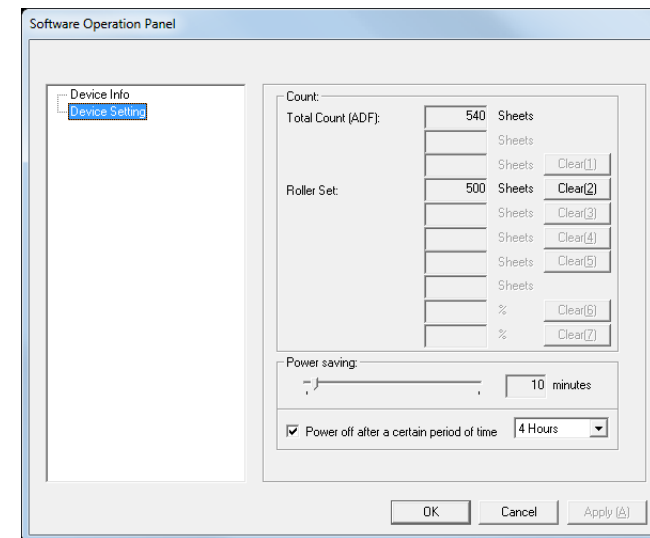 Software Operation Panel
Device Info
Device Setting
Count:
Total Count (ADF): 540 Sheets
Sheets
Sheets Clear(1)
Roller Set: 500 Sheets Clear(2)
Sheets Clear(3)
Sheets Clear(4)
Sheets Clear(5)
Sheets
% Clear(6)
% Clear(7)
Power saving:
10 minutes
Power off after a certain period of time 4 Hours
OK Cancel Apply (A)